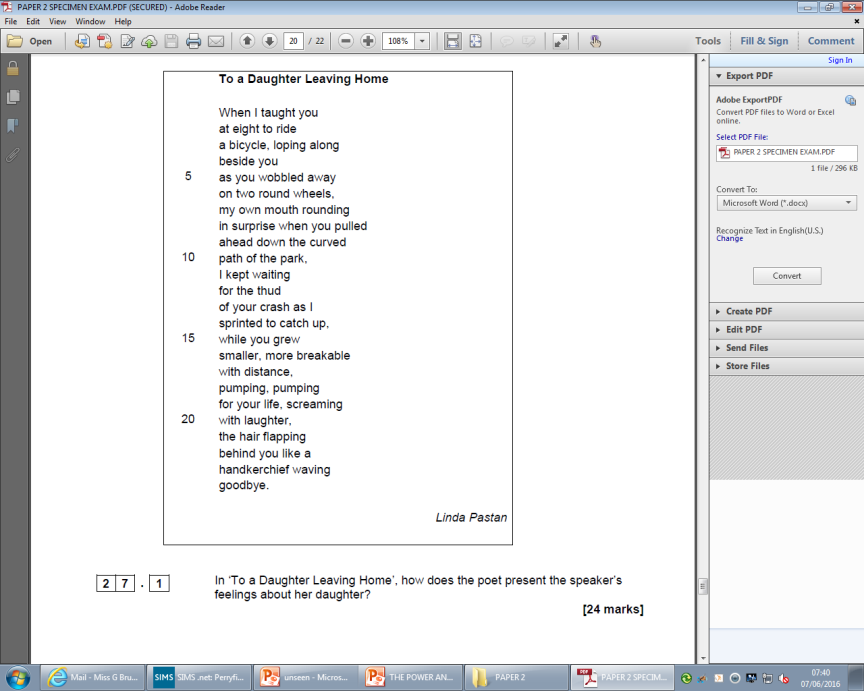 PAPER 2 SPECIMEN EXAM.PDF (SECURED) - Adobe Reader
File Edit View Window Help
Open 20 / 22 108% Tools Fill & Sign Comment
Sign In
To a Daughter Leaving Home
When I taught you
at eight to ride
a bicycle, loping along
beside you
5 as you wobbled away
on two round wheels,
my own mouth rounding
in surprise when you pulled
ahead down the curved
10 path of the park,
I kept waiting
for the thud
of your crash as I
sprinted to catch up,
15 while you grew
smaller, more breakable
with distance,
pumping, pumping
for your life, screaming
20 with laughter,
the hair flapping
behind you like a
handkerchief waving
goodbye.
Linda Pastan
2 7 . 1 In ‘To a Daughter Leaving Home’, how does the poet present the speaker’s
feelings about her daughter?
[24 marks]
Export PDF
Adobe ExportPDF
Convert PDF files to Word or Excel
online.
Select PDF File:
PAPER 2 SPECIMEN EXAM.PDF
1 file / 296 KB
Convert To:
Microsoft Word (*.docx)
Recognize Text in English(U.S.)
Change
Convert
Create PDF
Edit PDF
Send Files
Store Files
Mail - Miss G Bru... SIMS SIMS .net: Perryfi... unseen - Micros... THE POWER AN... PAPER 2 PDF PAPER 2 SPECIM... 07:40
07/06/2016